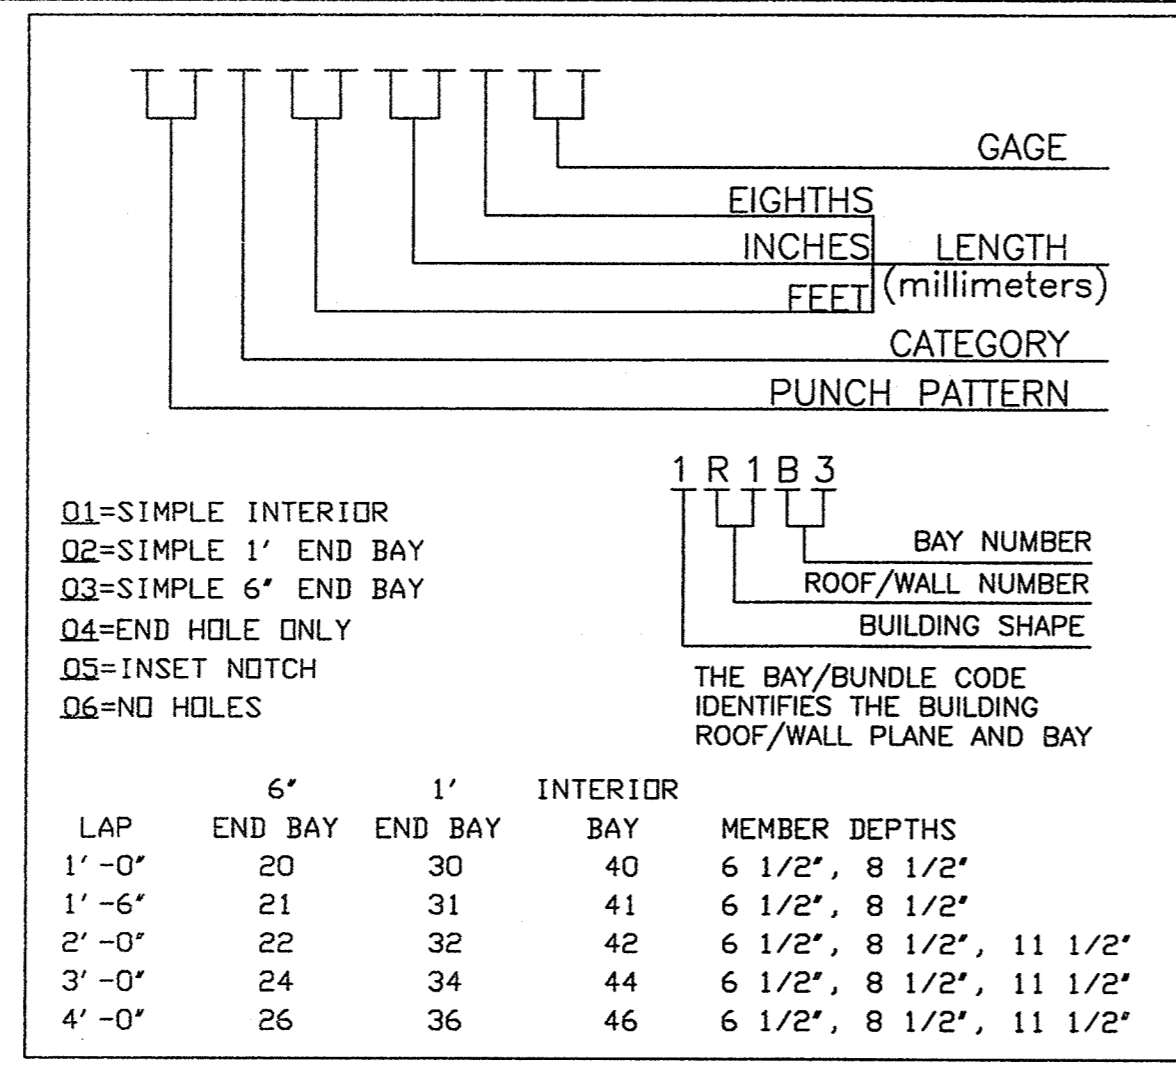 GAGE
EIGHTHS
INCHES LENGTH
(millimeters)
FEET
CATEGORY
PUNCH PATTERN
1 R 1 B 3
BAY NUMBER
ROOF/WALL NUMBER
BUILDING SHAPE
THE BAY/BUNDLE CODE
IDENTIFIES THE BUILDING
ROOF/WALL PLANE AND BAY
01=SIMPLE INTERIOR
02=SIMPLE 1' END BAY
03=SIMPLE 6" END BAY
04=END HOLE ONLY
05=INSET NOTCH
06=NO HOLES
6" 1' INTERIOR
LAP END BAY END BAY BAY MEMBER DEPTHS
1'-0" 20 30 40 6 1/2", 8 1/2"
1'-6" 21 31 41 6 1/2", 8 1/2"
2'-0" 22 32 42 6 1/2", 8 1/2", 11 1/2"
3'-0" 24 34 44 6 1/2", 8 1/2", 11 1/2"
4'-0" 26 36 46 6 1/2", 8 1/2", 11 1/2"